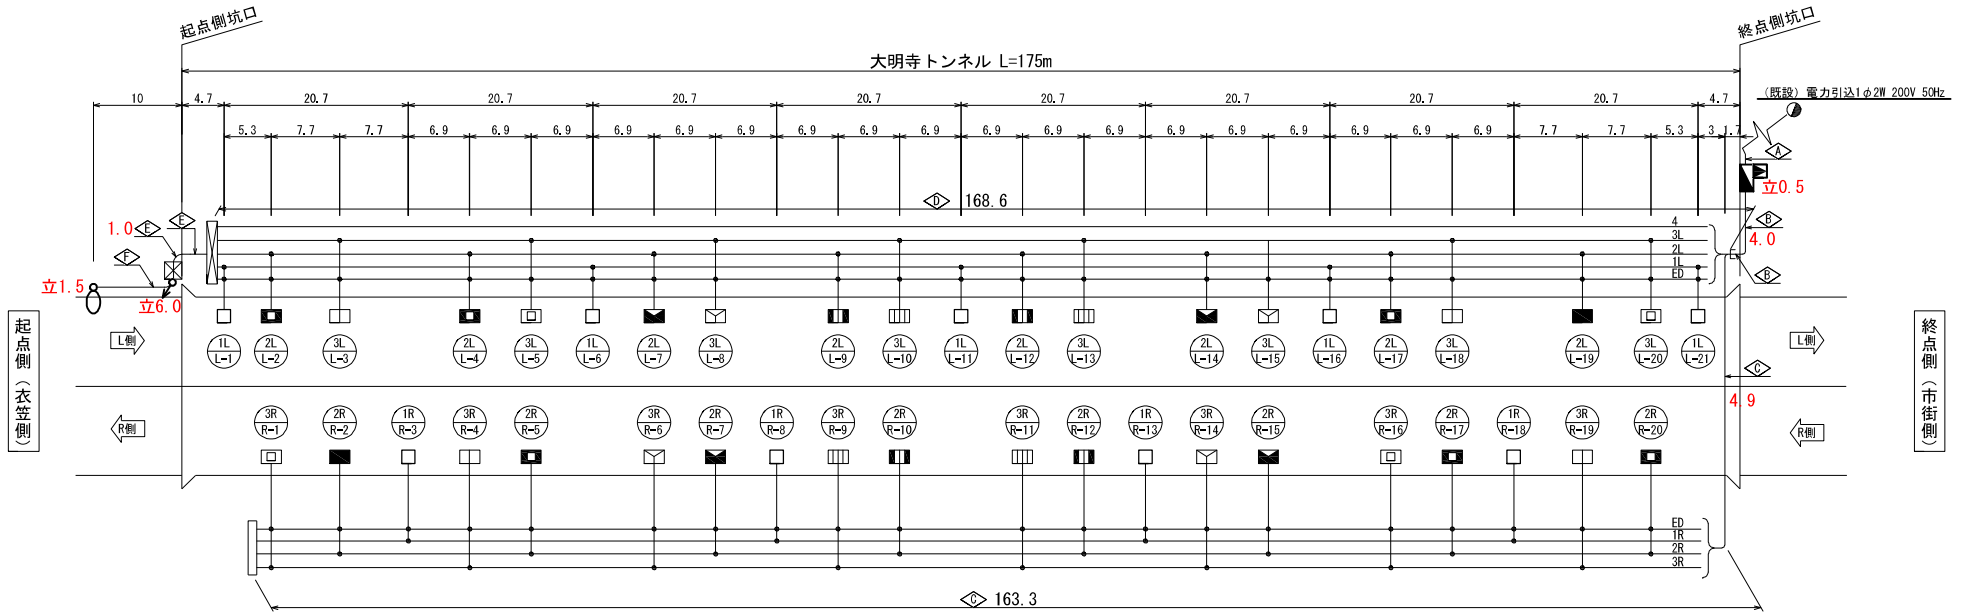 起点側坑口
終点側坑口
大明寺トンネル L=175m
(既設) 電力引込1φ2W 200V 50Hz
10 4.7 20.7 20.7 20.7 20.7 20.7 20.7 20.7 20.7 4.7
5.3 7.7 7.7 6.9 6.9 6.9 6.9 6.9 6.9 6.9 6.9 6.9 6.9 6.9 6.9 6.9 6.9 6.9 6.9 6.9 6.9 7.7 7.7 5.3 3 1.7
A
立0.5
D 168.6
E
1.0 E
4
B
3L
4.0
F
2L
B
1L
ED
立1.5
立6.0
起点側(衣笠側)
終点側(市街側)
L側
L側
1L 2L 3L 2L 3L 1L 2L 3L 2L 3L 1L 2L 3L 2L 3L 1L 2L 3L 2L 3L 1L
L-1 L-2 L-3 L-4 L-5 L-6 L-7 L-8 L-9 L-10 L-11 L-12 L-13 L-14 L-15 L-16 L-17 L-18 L-19 L-20 L-21
C
4.9
3R 2R 1R 3R 2R 3R 2R 1R 3R 2R 3R 2R 1R 3R 2R 3R 2R 1R 3R 2R
R-1 R-2 R-3 R-4 R-5 R-6 R-7 R-8 R-9 R-10 R-11 R-12 R-13 R-14 R-15 R-16 R-17 R-18 R-19 R-20
R側
R側
ED
1R
2R
3R
C 163.3